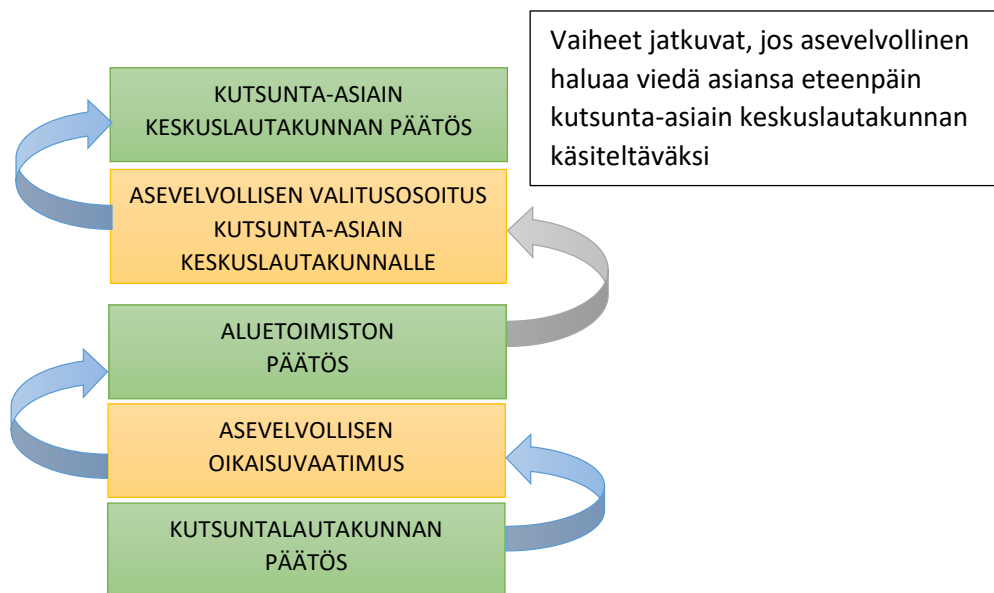 Vaiheet jatkuvat, jos asevelvollinen
haluaa viedä asiansa eteenpäin
kutsunta-asiain keskuslautakunnan
käsiteltäväksi
KUTSUNTA-ASIAIN
KESKUSLAUTAKUNNAN PÄÄTÖS
ASEVELVOLLISEN VALITUSOSOITUS
KUTSUNTA-ASIAIN
KESKUSLAUTAKUNNALLE
ALUETOIMISTON
PÄÄTÖS
ASEVELVOLLISEN
OIKAISUVAATIMUS
KUTSUNTALAUTAKUNNAN
PÄÄTÖS